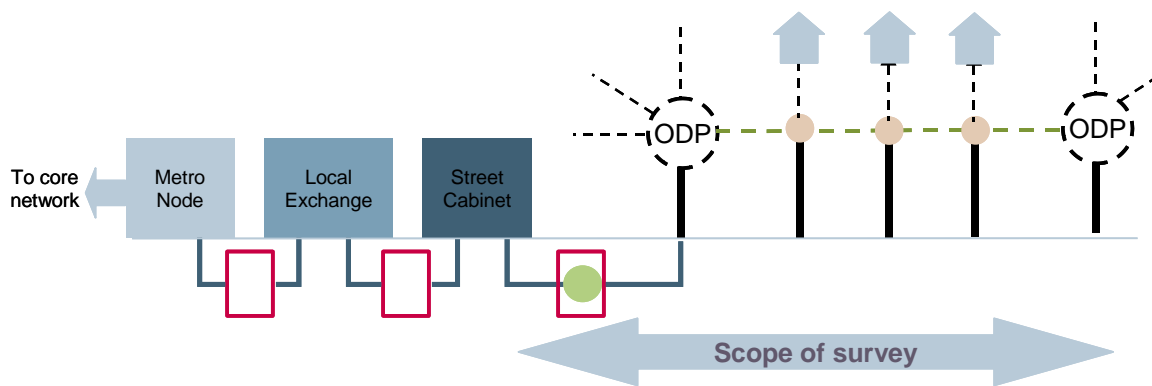 ODP
ODP
To core
network
Metro
Node
Local
Exchange
Street
Cabinet
Scope of survey